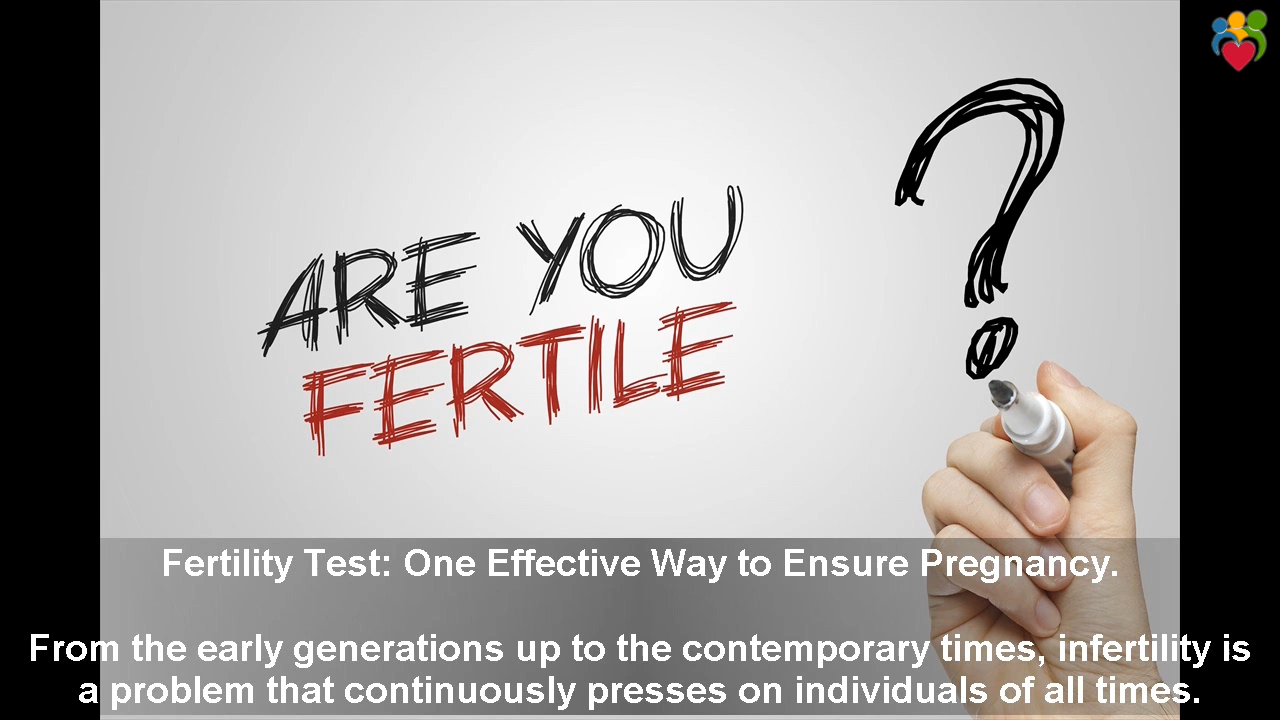 ARE YOU
FERTILE
?
Fertility Test: One Effective Way to Ensure Pregnancy.
From the early generations up to the contemporary times, infertility is
a problem that continuously presses on individuals of all times.